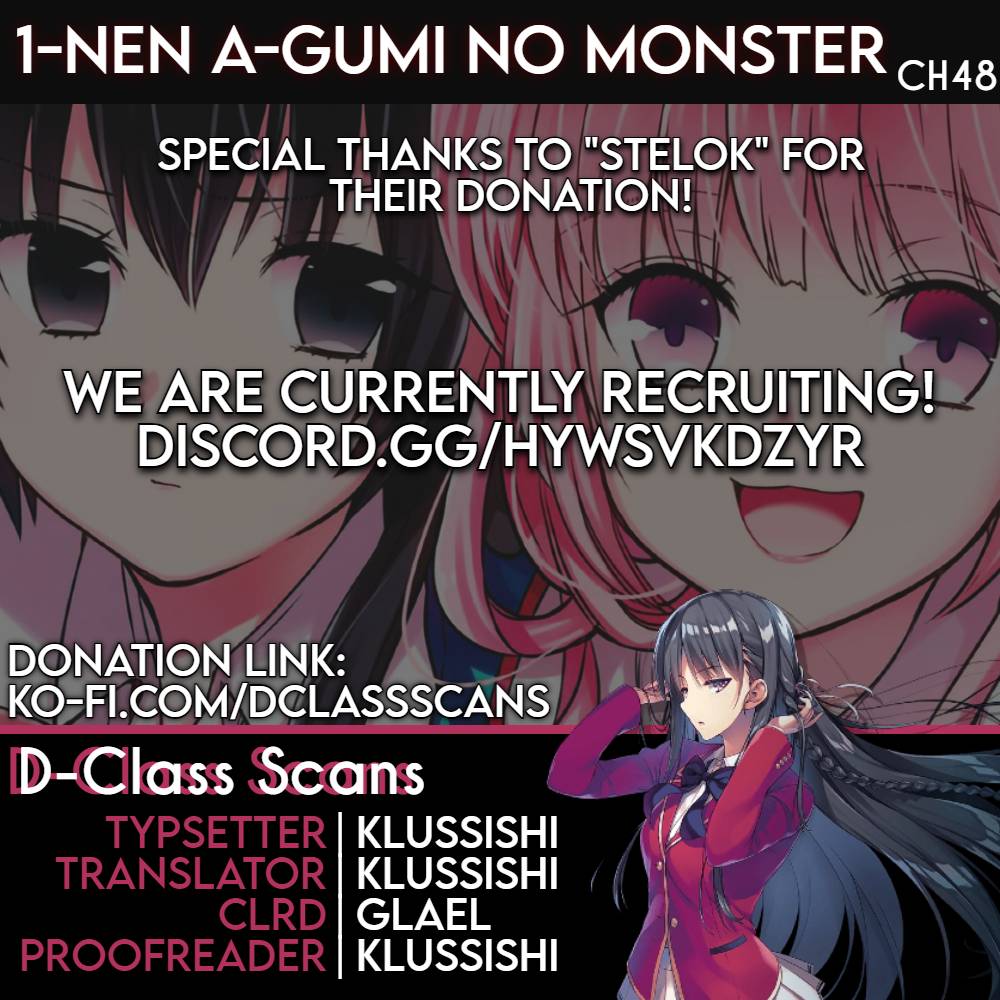 1-NEN A-GUMI NO MONSTER CH48
SPECIAL THANKS TO "STELOK" FOR
THEIR DONATION!
WE ARE CURRENTLY RECRUITING!
DISCORD.GG/HYWSVKDZYR
DONATION LINK:
KO-FI.COM/DCLASSSCANS
D-Class Scans
TYPSETTER | KLUSSISHI
TRANSLATOR | KLUSSISHI
CLRD | GLAEL
PROOFREADER | KLUSSISHI